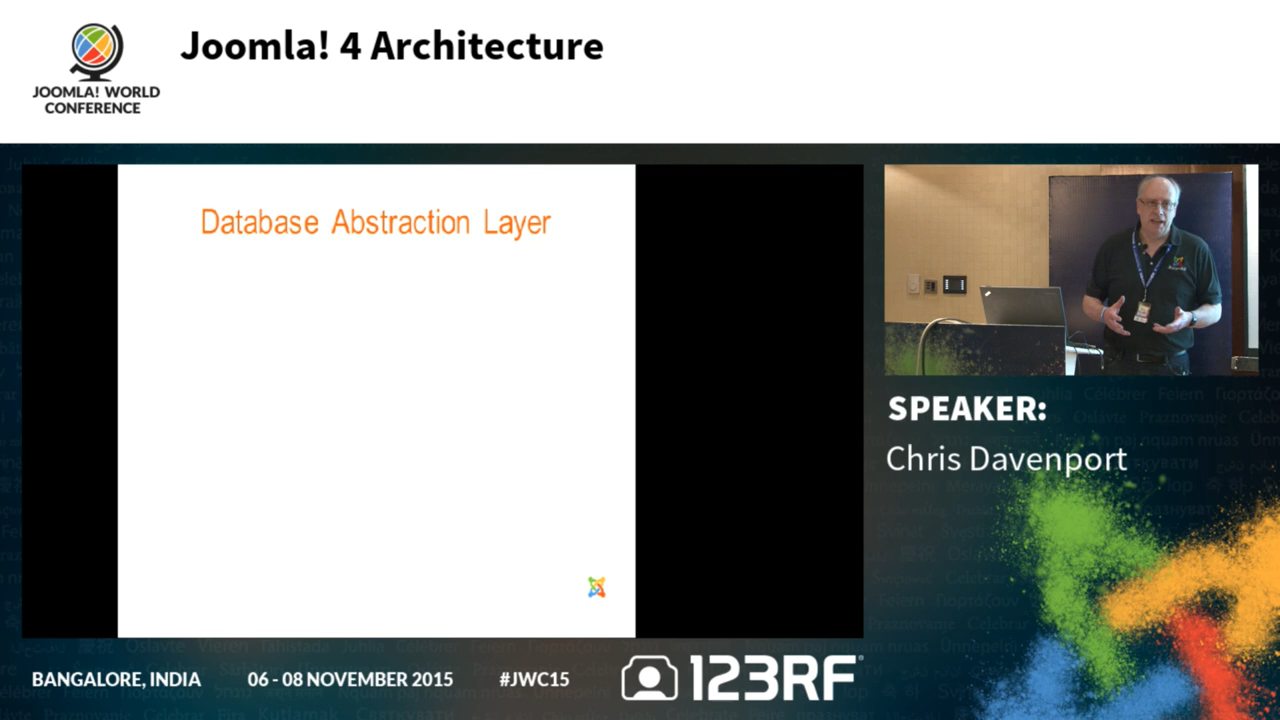 Joomla! 4 Architecture
JOOMLA! WORLD
CONFERENCE
Database Abstraction Layer
SPEAKER:
Chris Davenport
BANGALORE, INDIA
06 - 08 NOVEMBER 2015
#JWC15
123RF